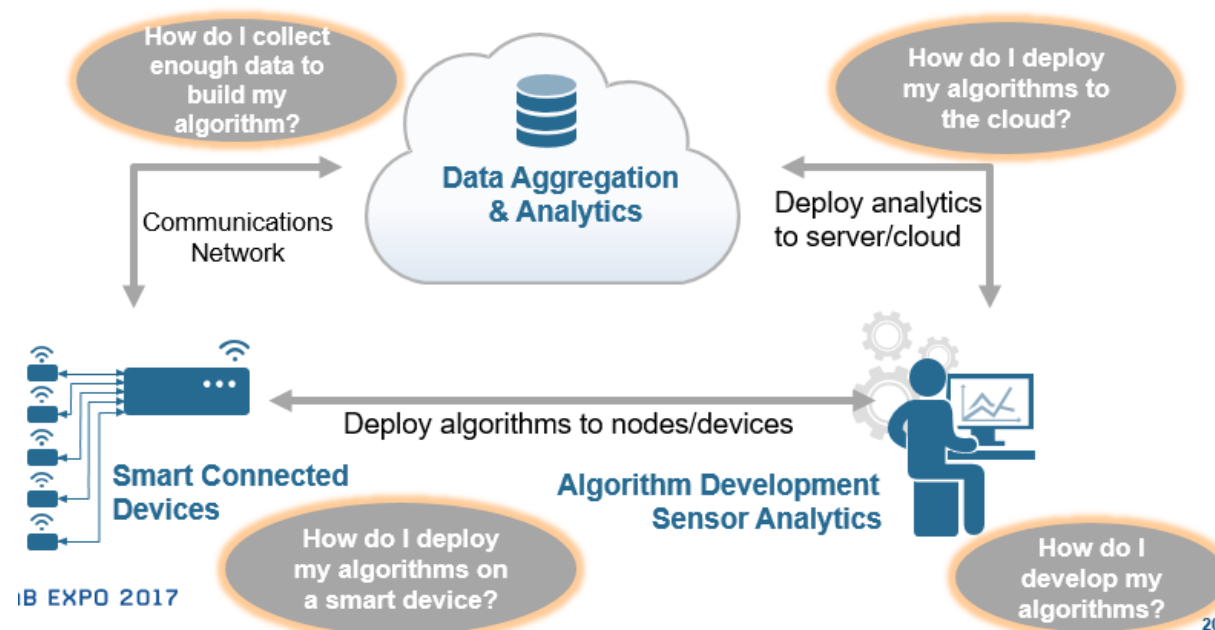 How do I collect
enough data to
build my
algorithm?
How do I deploy
my algorithms to
the cloud?
Data Aggregation
& Analytics
Communications
Network
Deploy analytics
to server/cloud
Deploy algorithms to nodes/devices
Smart Connected
Devices
Algorithm Development
Sensor Analytics
How do I deploy
my algorithms on
a smart device?
How do I
develop my
algorithms?
EXPO 2017
20